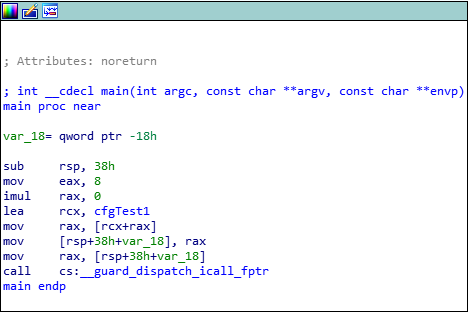 ; Attributes: noreturn
; int __cdecl main(int argc, const char **argv, const char **envp)
main proc near
var_18= qword ptr -18h
sub rsp, 38h
mov eax, 8
imul rax, 0
lea rcx, cfgTest1
mov rax, [rcx+rax]
mov [rsp+38h+var_18], rax
mov rax, [rsp+38h+var_18]
call cs:__guard_dispatch_icall_fptr
main endp